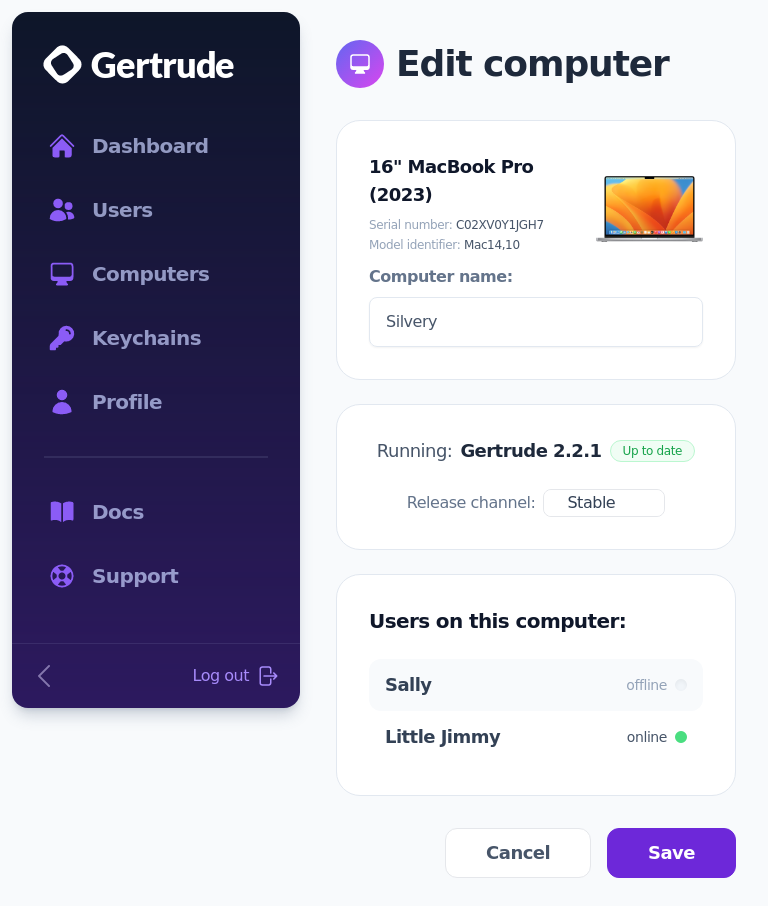 Gertrude
Dashboard
Users
Computers
Keychains
Profile
Docs
Support
Log out
Edit computer
16" MacBook Pro
(2023)
Serial number: C02XV0Y1JGH7
Model identifier: Mac14,10
Computer name:
Silvery
Running: Gertrude 2.2.1 Up to date
Release channel: Stable
Users on this computer:
Sally offline
Little Jimmy online
Cancel Save